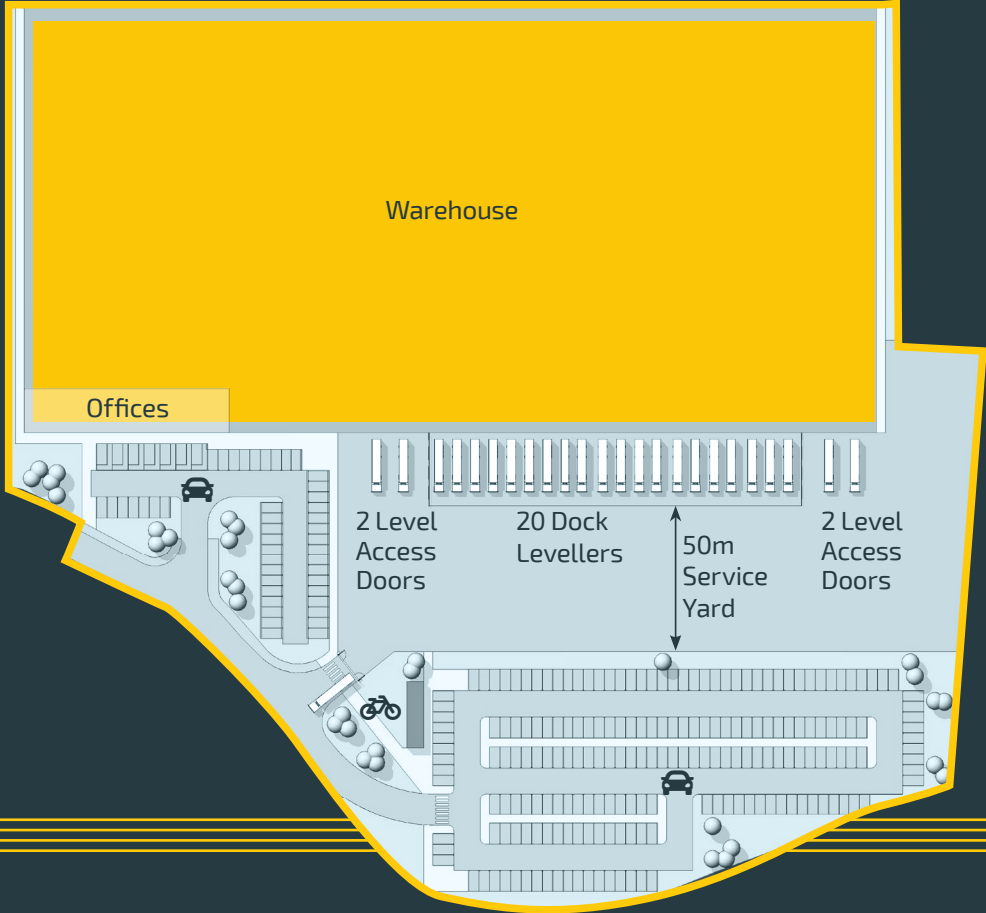 Warehouse
Offices
2 Level
Access
Doors
20 Dock
Levellers
50m
Service
Yard
2 Level
Access
Doors